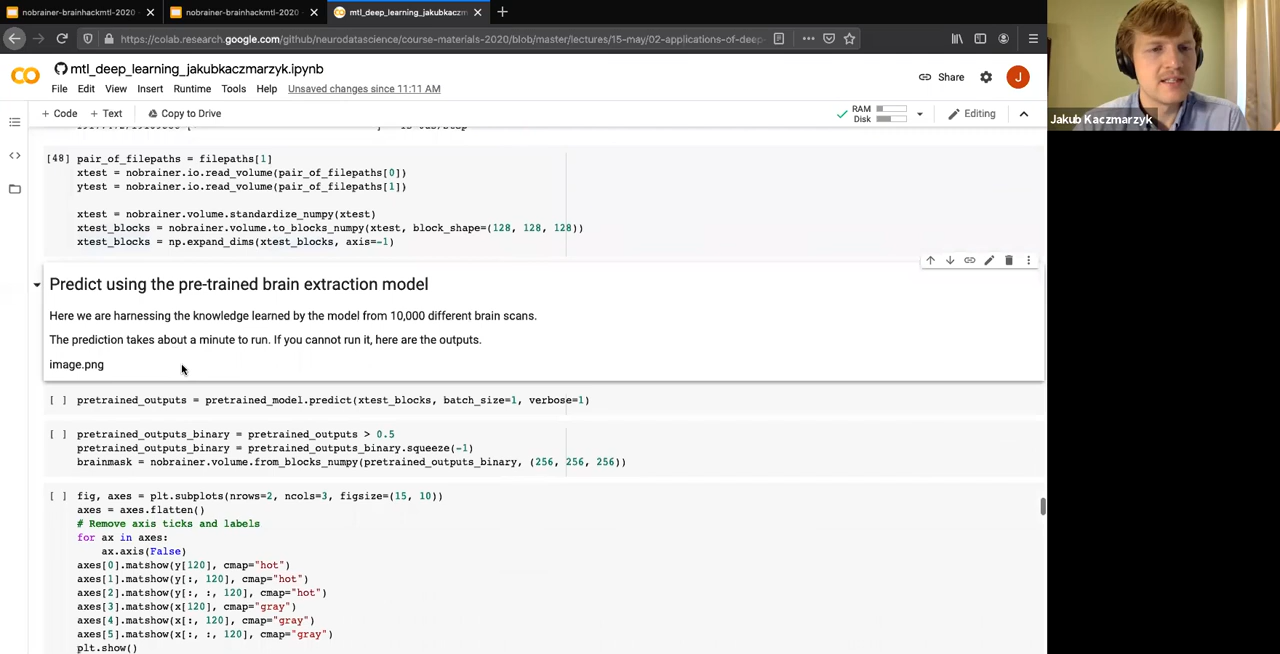 nobrainer-brainhackmtl-2020
nobrainer-brainhackmtl-2020
mtl_deep_learning_jakubkaczm
https://colab.research.google.com/github/neurodatascience/course-materials-2020/blob/master/lectures/15-may/02-applications-of-deep-
mtl_deep_learning_jakubkaczmarzyk.ipynb
File Edit View Insert Runtime Tools Help Unsaved changes since 11:11 AM
Share
J
+ Code + Text Copy to Drive
RAM
Disk
Editing
[48] pair_of_filepaths = filepaths[1]
xtest = nobrainer.io.read_volume(pair_of_filepaths[0])
ytest = nobrainer.io.read_volume(pair_of_filepaths[1])
xtest = nobrainer.volume.standardize_numpy(xtest)
xtest_blocks = nobrainer.volume.to_blocks_numpy(xtest, block_shape=(128, 128, 128))
xtest_blocks = np.expand_dims(xtest_blocks, axis=-1)
Predict using the pre-trained brain extraction model
Here we are harnessing the knowledge learned by the model from 10,000 different brain scans.
The prediction takes about a minute to run. If you cannot run it, here are the outputs.
image.png
[ ] pretrained_outputs = pretrained_model.predict(xtest_blocks, batch_size=1, verbose=1)
[ ] pretrained_outputs_binary = pretrained_outputs > 0.5
pretrained_outputs_binary = pretrained_outputs_binary.squeeze(-1)
brainmask = nobrainer.volume.from_blocks_numpy(pretrained_outputs_binary, (256, 256, 256))
[ ] fig, axes = plt.subplots(nrows=2, ncols=3, figsize=(15, 10))
axes = axes.flatten()
# Remove axis ticks and labels
for ax in axes:
ax.axis(False)
axes[0].matshow(y[120], cmap="hot")
axes[1].matshow(y[:, 120], cmap="hot")
axes[2].matshow(y[:, :, 120], cmap="hot")
axes[3].matshow(x[120], cmap="gray")
axes[4].matshow(x[:, 120], cmap="gray")
axes[5].matshow(x[:, :, 120], cmap="gray")
plt.show()
Jakub Kaczmarzyk